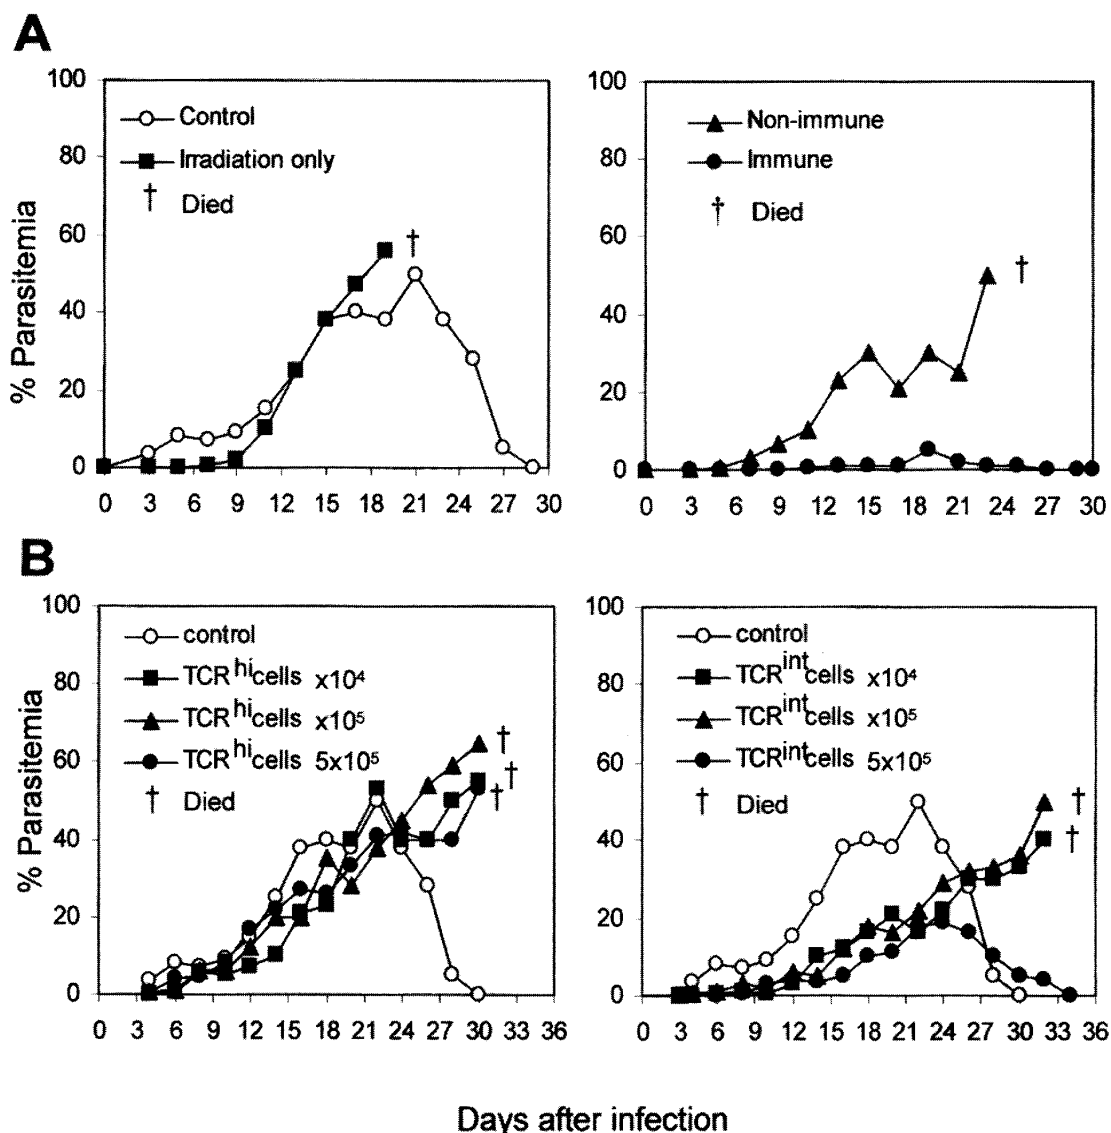 A
% Parasitemia
100
80
60
40
20
0
Control
Irradiation only
† Died
†
0 3 6 9 12 15 18 21 24 27 30
100
80
60
40
20
0
Non-immune
Immune
† Died
†
0 3 6 9 12 15 18 21 24 27 30
B
% Parasitemia
100
80
60
40
20
0
control
TCR hi cells x10⁴
TCR hi cells x10⁵
TCR hi cells 5x10⁵
† Died
†
†
†
0 3 6 9 12 15 18 21 24 27 30 33 36
100
80
60
40
20
0
control
TCR int cells x10⁴
TCR int cells x10⁵
TCR int cells 5x10⁵
† Died
†
†
0 3 6 9 12 15 18 21 24 27 30 33 36
Days after infection